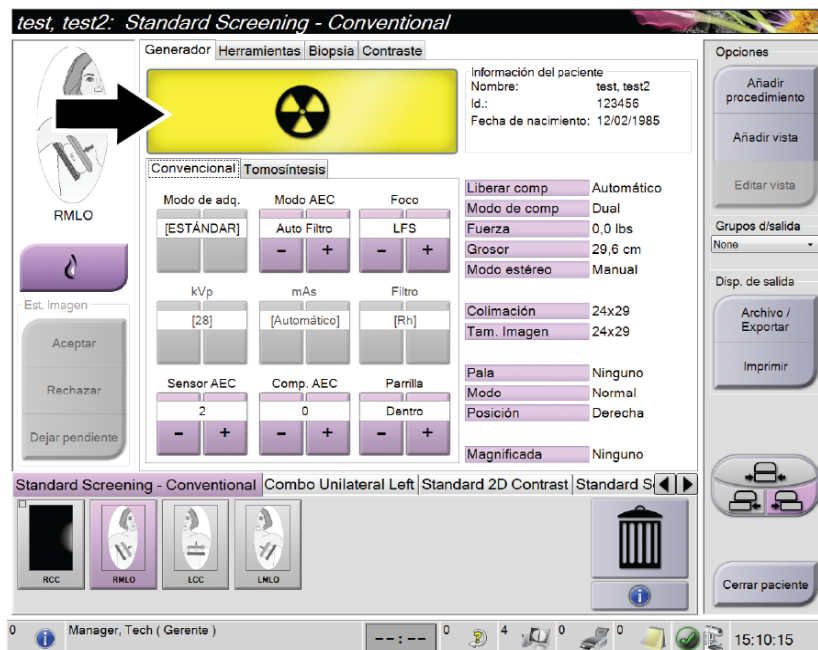 test, test2: Standard Screening - Conventional
Generador Herramientas Biopsia Contraste
Información del paciente
Nombre: test, test2
Id.: 123456
Fecha de nacimiento: 12/02/1985
RMLO
Est. Imagen
Aceptar
Rechazar
Dejar pendiente
Convencional Tomosíntesis
Modo de adq. Modo AEC Foco
[ESTÁNDAR] Auto Filtro LFS
- + - +
kVp mAs Filtro
[28] [Automático] [Rh]
Sensor AEC Comp. AEC Parrilla
2 0 Dentro
- + - + - +
Liberar comp Automático
Modo de comp Dual
Fuerza 0,0 lbs
Grosor 29,6 cm
Modo estéreo Manual
Colimación 24x29
Tam. Imagen 24x29
Pala Ninguno
Modo Normal
Posición Derecha
Magnificada Ninguno
Opciones
Añadir
procedimiento
Añadir vista
Editar vista
Grupos d/salida
None
Disp. de salida
Archivo /
Exportar
Imprimir
Cerrar paciente
Standard Screening - Conventional Combo Unilateral Left Standard 2D Contrast Standard S
RCC RMLO LCC LMLO
0 Manager, Tech ( Gerente ) --:-- 0 4 0 0 15:10:15